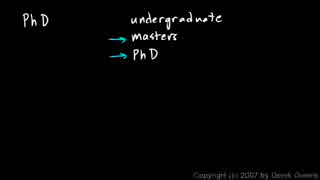 PhD undergraduate
→ masters
→ PhD
Copyright (c) 2007 by Derek Owens